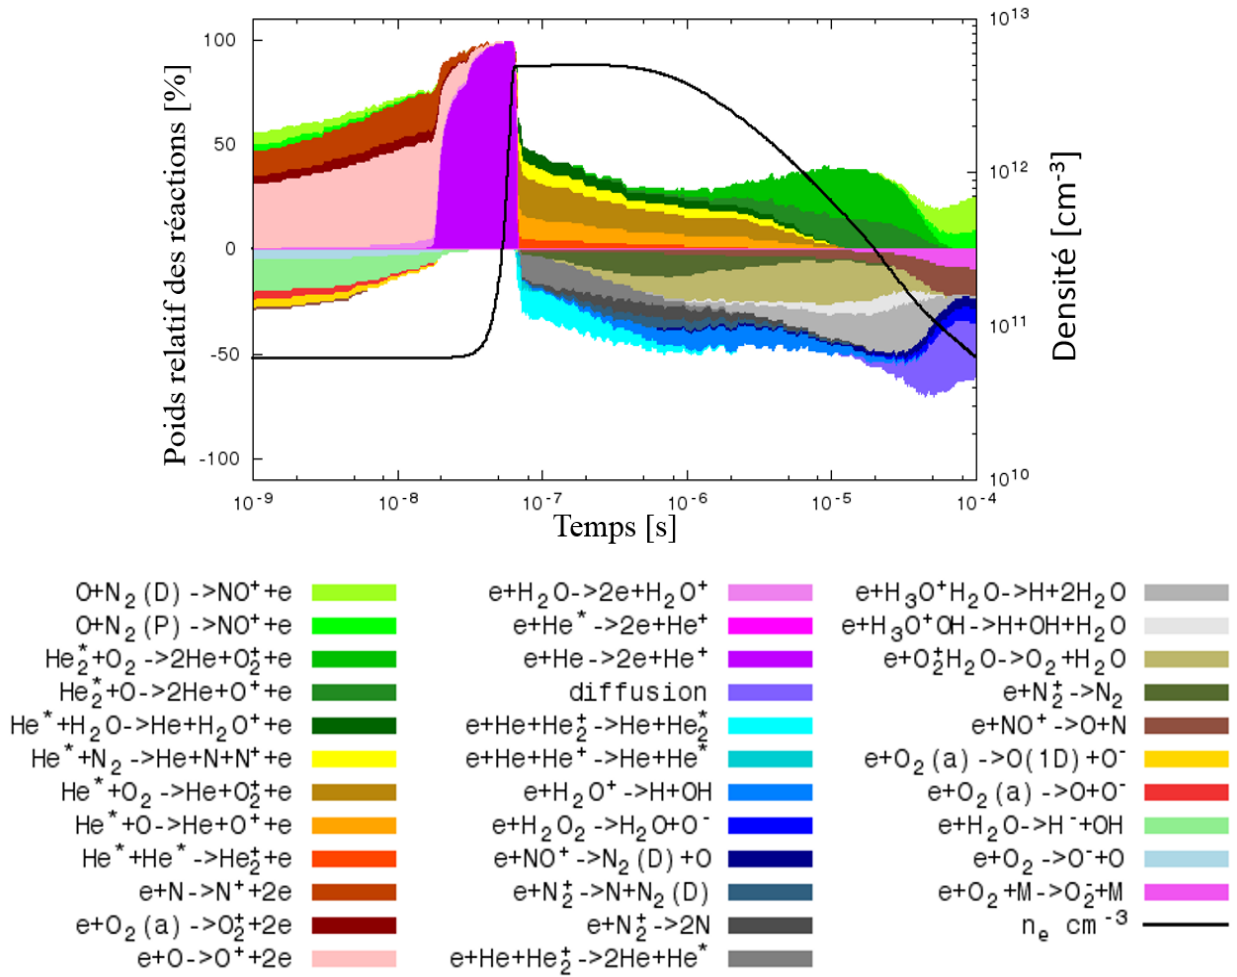 Poids relatif des réactions [%]
100
50
0
-50
-100
10^13
10^12
10^11
10^10
Densité [cm^-3]
10^-9 10^-8 10^-7 10^-6 10^-5 10^-4
Temps [s]
O+N₂(D)->NO⁺+e
O+N₂(P)->NO⁺+e
He₂*+O₂->2He+O₂⁺+e
He₂*+O->2He+O⁺+e
He*+H₂O->He+H₂O⁺+e
He*+N₂->He+N+N⁺+e
He*+O₂->He+O₂⁺+e
He*+O->He+O⁺+e
He*+He*->He₂⁺+e
e+N->N⁺+2e
e+O₂(a)->O₂⁺+2e
e+O->O⁺+2e
e+H₂O->2e+H₂O⁺
e+He*->2e+He⁺
e+He->2e+He⁺
diffusion
e+He+He₂⁺->He+He₂*
e+He+He⁺->He+He*
e+H₂O⁺->H+OH
e+H₂O₂->H₂O+O⁻
e+NO⁺->N₂(D)+O
e+N₂⁺->N+N₂(D)
e+N₂⁺->2N
e+He+He₂⁺->2He+He*
e+H₃O⁺H₂O->H+2H₂O
e+H₃O⁺OH->H+OH+H₂O
e+O₂⁺H₂O->O₂+H₂O
e+N₂⁺->N₂
e+NO⁺->O+N
e+O₂(a)->O(1D)+O⁻
e+O₂(a)->O+O⁻
e+H₂O->H⁻+OH
e+O₂->O⁻+O
e+O₂+M->O₂⁻+M
nₑ cm⁻³